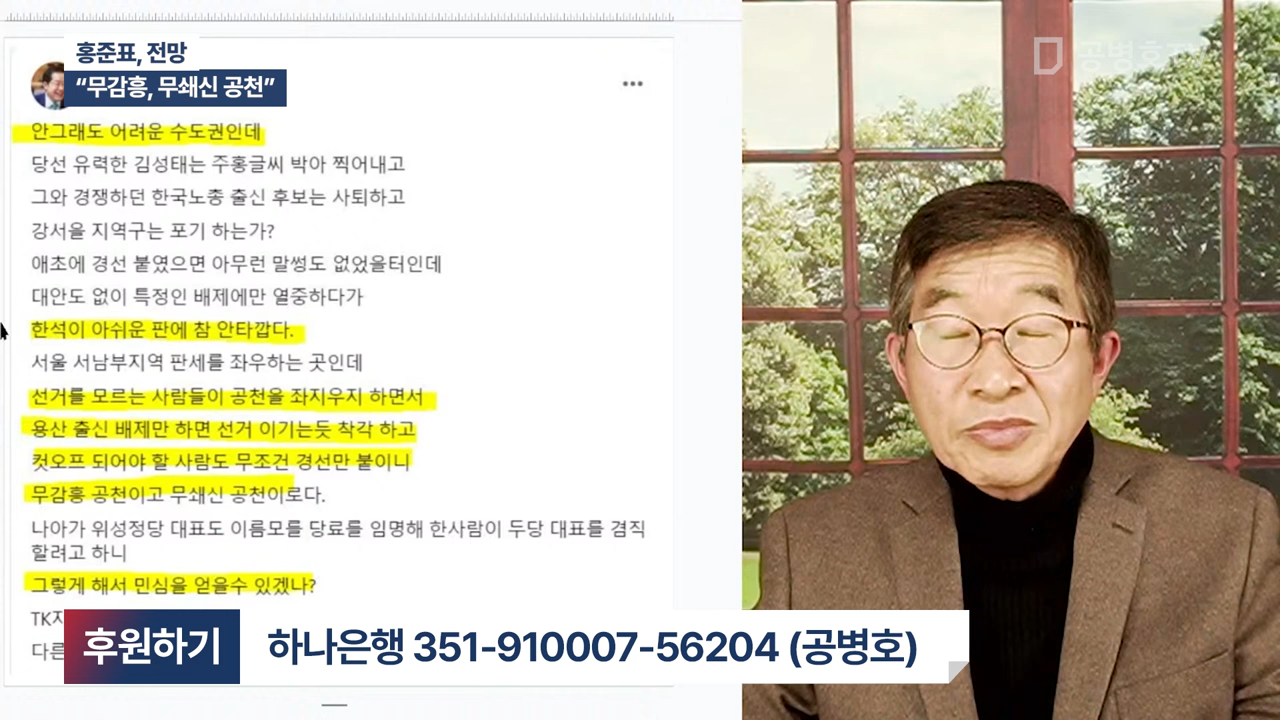 홍준표, 전망
“무감흥, 무쇄신 공천”
공병호
안그래도 어려운 수도권인데
당선 유력한 김성태는 주홍글씨 박아 찍어내고
그와 경쟁하던 한국노총 출신 후보는 사퇴하고
강서을 지역구는 포기 하는가?
애초에 경선 붙였으면 아무런 말썽도 없었을터인데
대안도 없이 특정인 배제에만 열중하다가
한석이 아쉬운 판에 참 안타깝다.
서울 서남부지역 판세를 좌우하는 곳인데
선거를 모르는 사람들이 공천을 좌지우지 하면서
용산 출신 배제만 하면 선거 이기는듯 착각 하고
컷오프 되어야 할 사람도 무조건 경선만 붙이니
무감흥 공천이고 무쇄신 공천이로다.
나아가 위성정당 대표도 이름모를 당료를 임명해 한사람이 두당 대표를 겸직
할려고 하니
그렇게 해서 민심을 얻을수 있겠나?
후원하기
하나은행 351-910007-56204 (공병호)